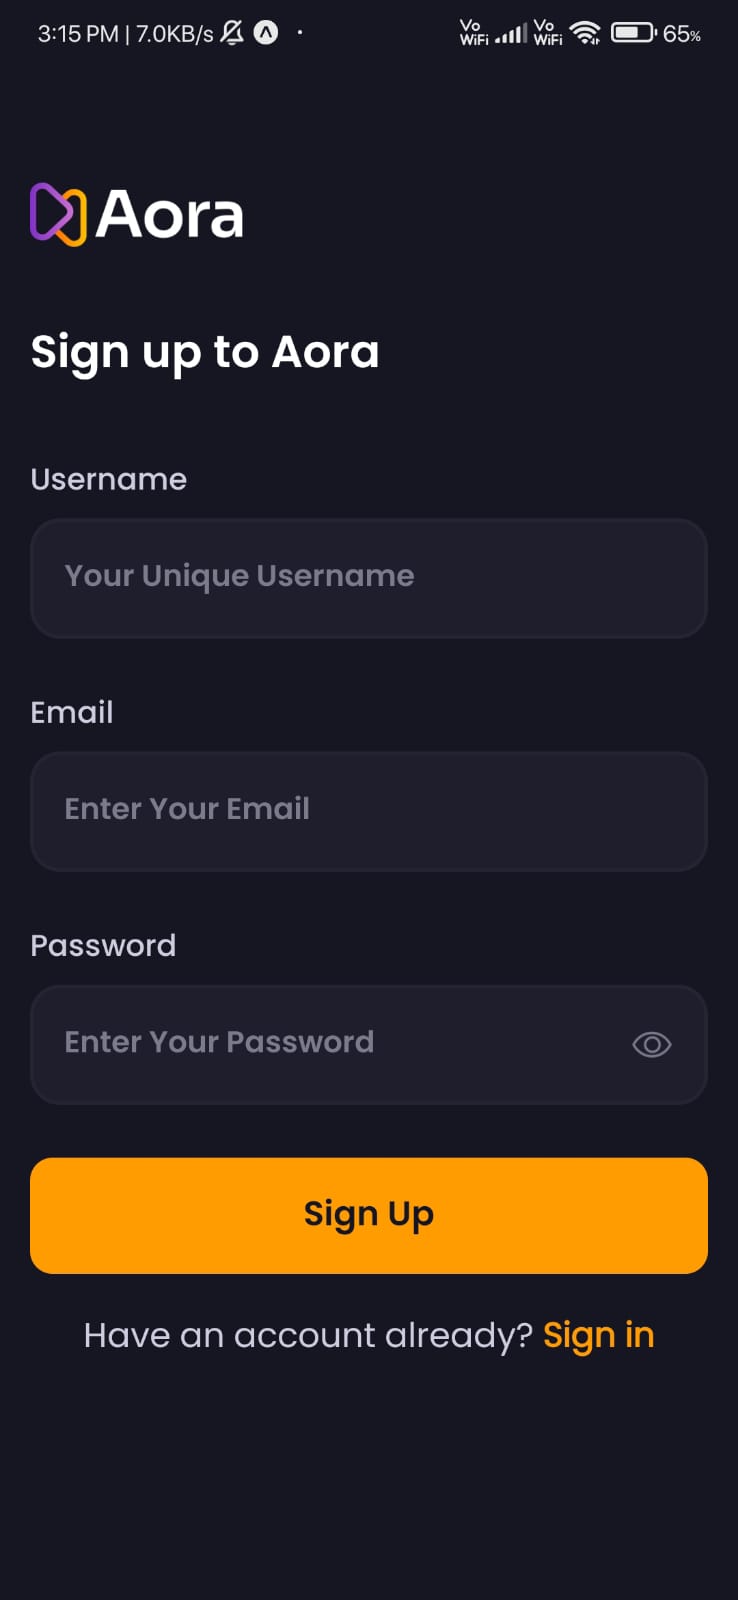 3:15 PM | 7.0KB/s Vo WiFi Vo WiFi 65%
Aora
Sign up to Aora
Username
Your Unique Username
Email
Enter Your Email
Password
Enter Your Password
Sign Up
Have an account already? Sign in